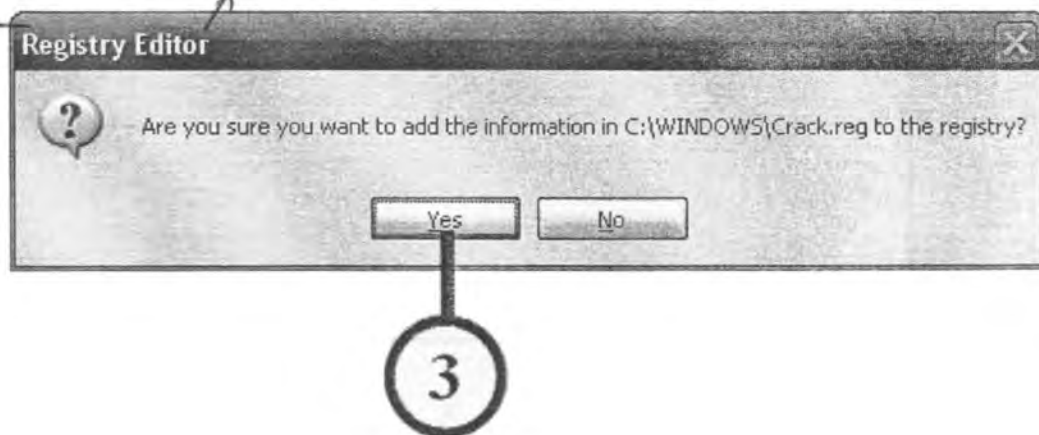 Registry Editor
Are you sure you want to add the information in C:\WINDOWS\Crack.reg to the registry?
Yes
No
3